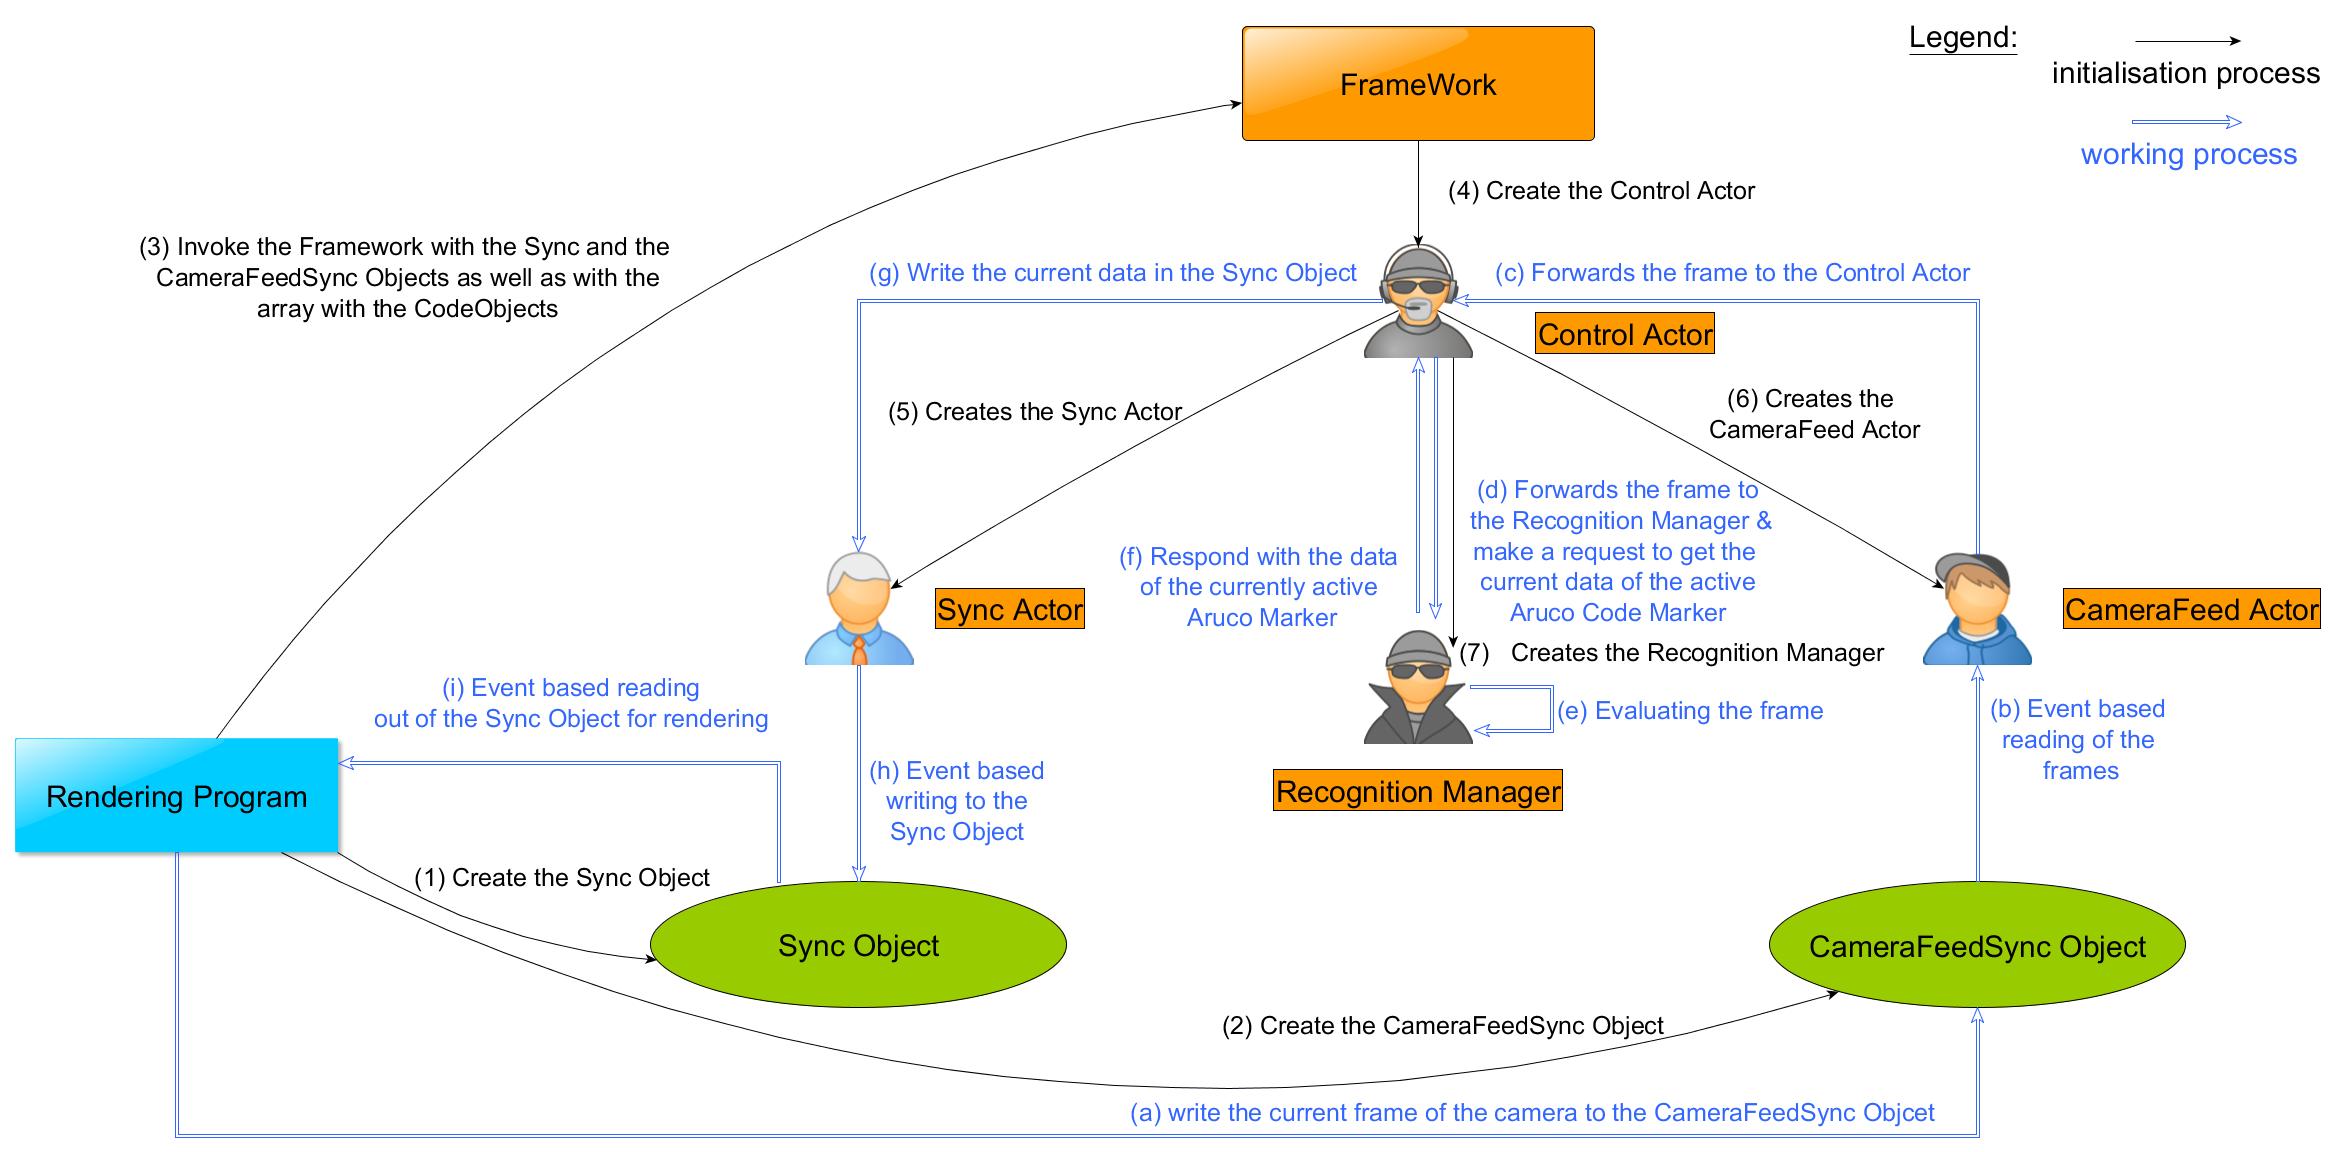 FrameWork
Legend:
initialisation process
working process
(4) Create the Control Actor
(3) Invoke the Framework with the Sync and the
CameraFeedSync Objects as well as with the
array with the CodeObjects
(g) Write the current data in the Sync Object
(c) Forwards the frame to the Control Actor
Control Actor
(5) Creates the Sync Actor
(6) Creates the
CameraFeed Actor
(d) Forwards the frame to
the Recognition Manager &
make a request to get the
current data of the active
Aruco Code Marker
(f) Respond with the data
of the currently active
Aruco Marker
Sync Actor
CameraFeed Actor
(7) Creates the Recognition Manager
(i) Event based reading
out of the Sync Object for rendering
(e) Evaluating the frame
(b) Event based
reading of the
frames
Rendering Program
(h) Event based
writing to the
Sync Object
Recognition Manager
(1) Create the Sync Object
Sync Object
CameraFeedSync Object
(2) Create the CameraFeedSync Object
(a) write the current frame of the camera to the CameraFeedSync Objcet